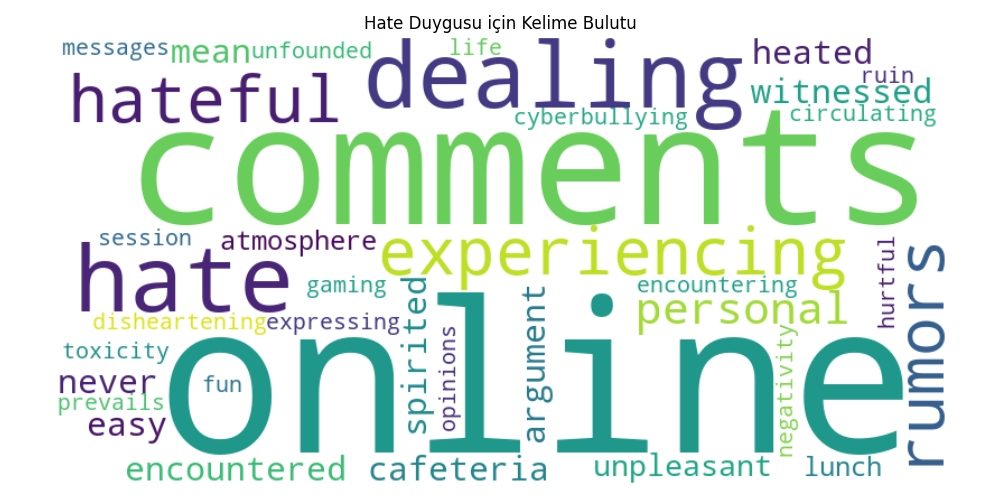 Hate Duygusu için Kelime Bulutu
messages mean unfounded life heated
ruin
hateful dealing witnessed
cyberbullying circulating
comments
session atmosphere experiencing
hate gaming encountering hurtful rumors
personal
disheartening expressing spirited opinions argument negativity
toxicity
online
never fun
prevails
easy
encountered cafeteria unpleasant lunch